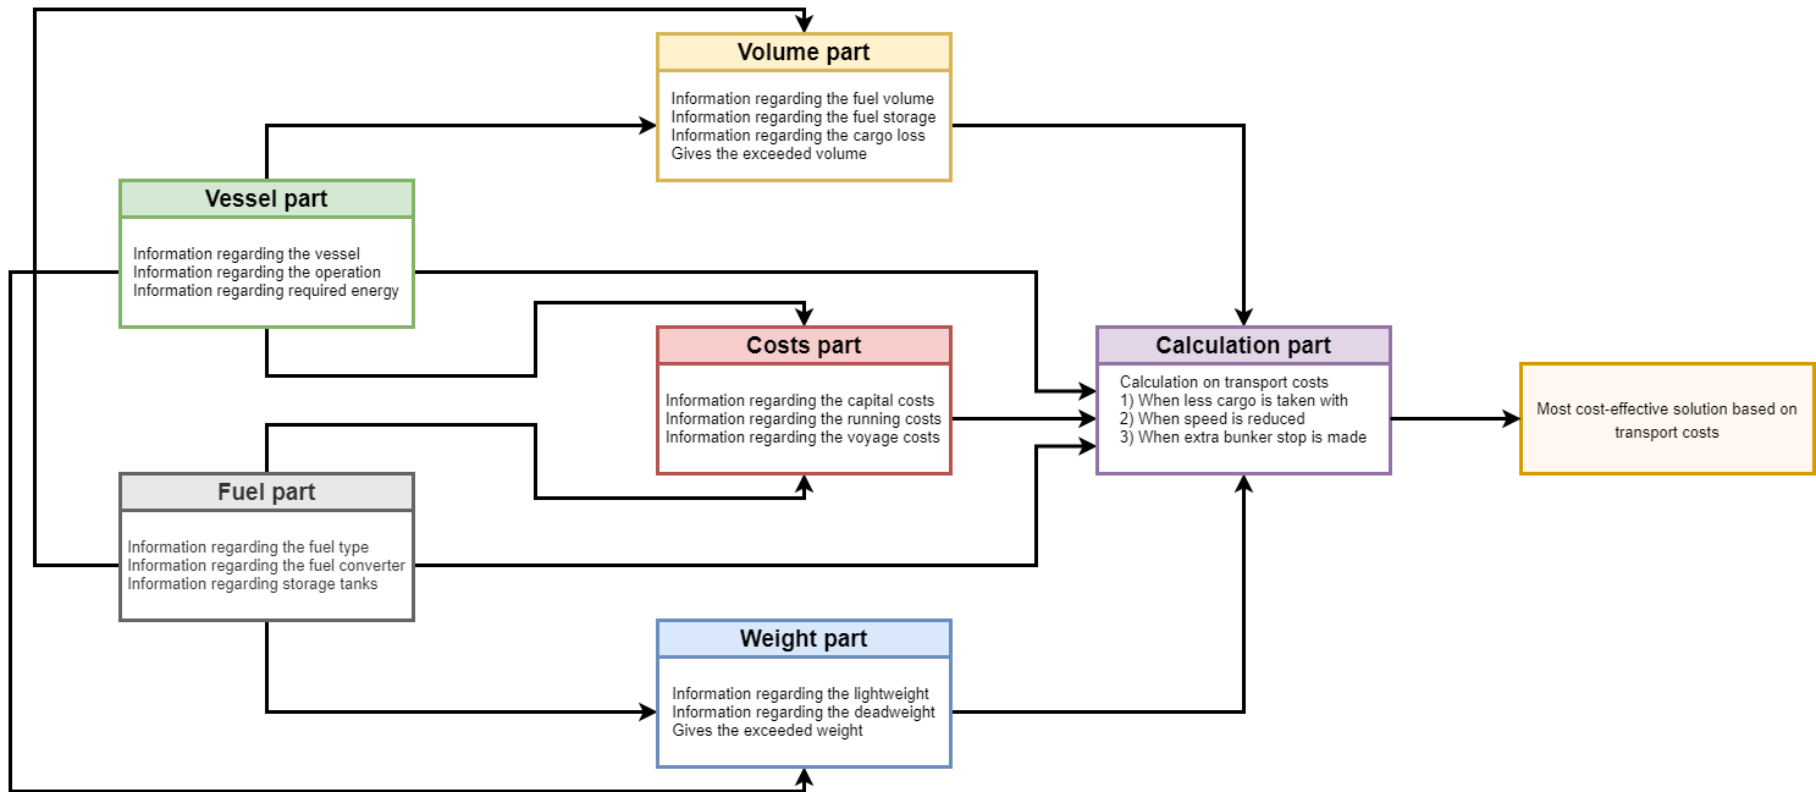 Volume part
Information regarding the fuel volume
Information regarding the fuel storage
Information regarding the cargo loss
Gives the exceeded volume
Vessel part
Information regarding the vessel
Information regarding the operation
Information regarding required energy
Costs part
Information regarding the capital costs
Information regarding the running costs
Information regarding the voyage costs
Calculation part
Calculation on transport costs
1) When less cargo is taken with
2) When speed is reduced
3) When extra bunker stop is made
Most cost-effective solution based on
transport costs
Fuel part
Information regarding the fuel type
Information regarding the fuel converter
Information regarding storage tanks
Weight part
Information regarding the lightweight
Information regarding the deadweight
Gives the exceeded weight